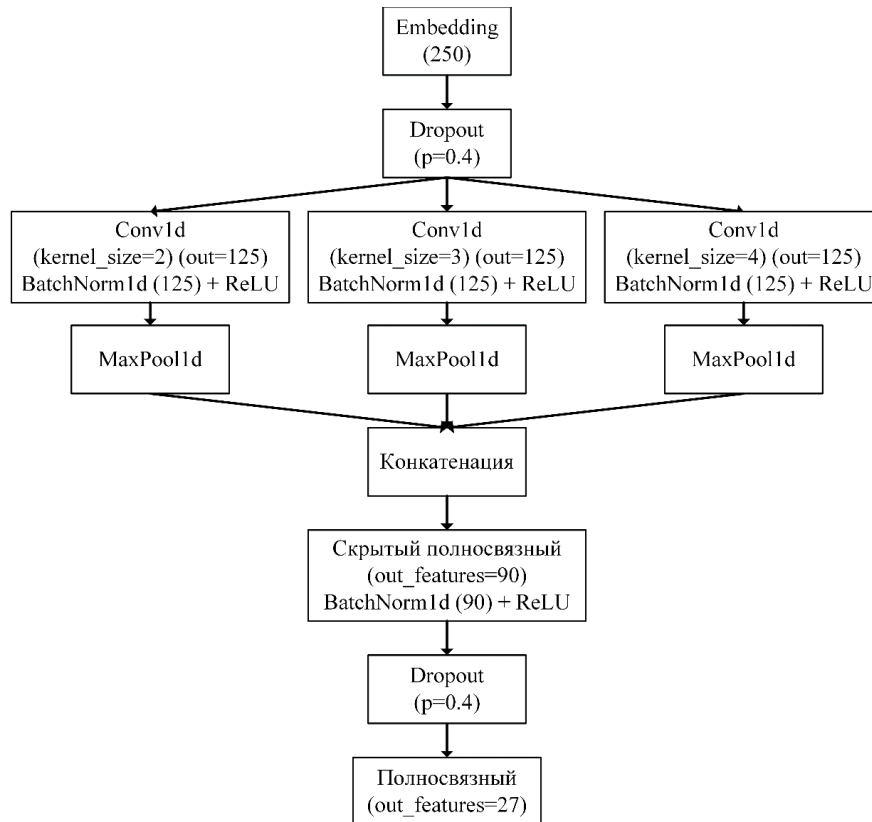 Embedding
(250)
Dropout
(p=0.4)
Conv1d
(kernel_size=2) (out=125)
BatchNorm1d (125) + ReLU
Conv1d
(kernel_size=3) (out=125)
BatchNorm1d (125) + ReLU
Conv1d
(kernel_size=4) (out=125)
BatchNorm1d (125) + ReLU
MaxPool1d
MaxPool1d
MaxPool1d
Конкатенация
Скрытый полносвязный
(out_features=90)
BatchNorm1d (90) + ReLU
Dropout
(p=0.4)
Полносвязный
(out_features=27)